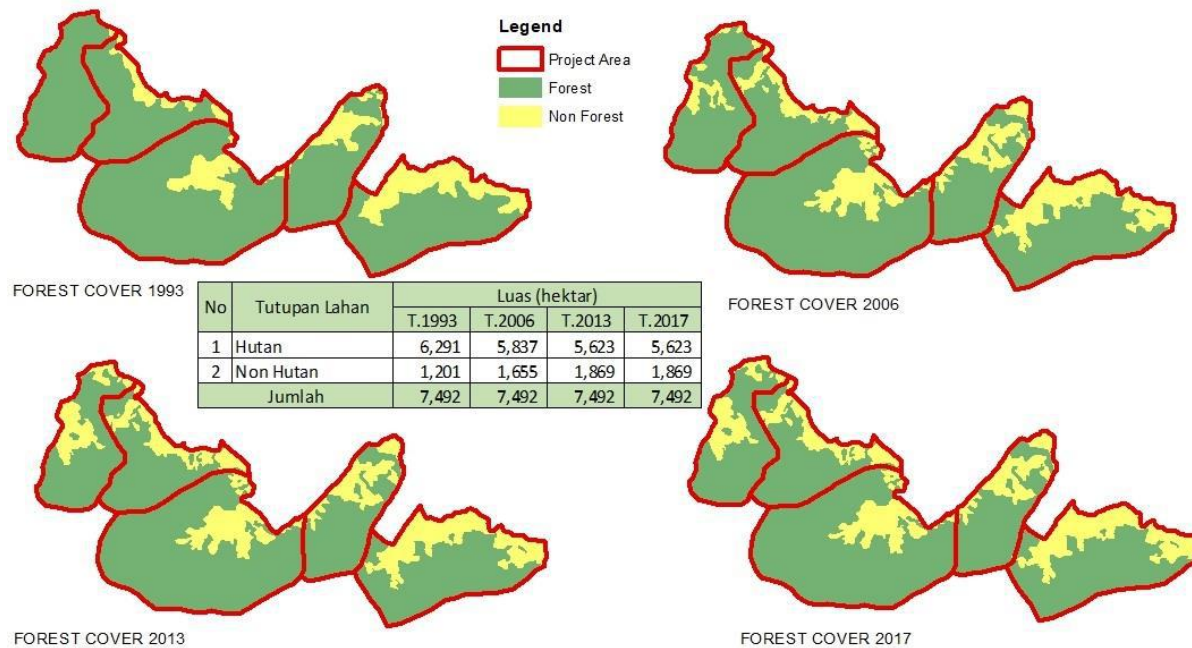 Legend
Project Area
Forest
Non Forest
FOREST COVER 1993
FOREST COVER 2006
No Tutupan Lahan Luas (hektar)
T.1993 T.2006 T.2013 T.2017
1 Hutan 6,291 5,837 5,623 5,623
2 Non Hutan 1,201 1,655 1,869 1,869
Jumlah 7,492 7,492 7,492 7,492
FOREST COVER 2013
FOREST COVER 2017